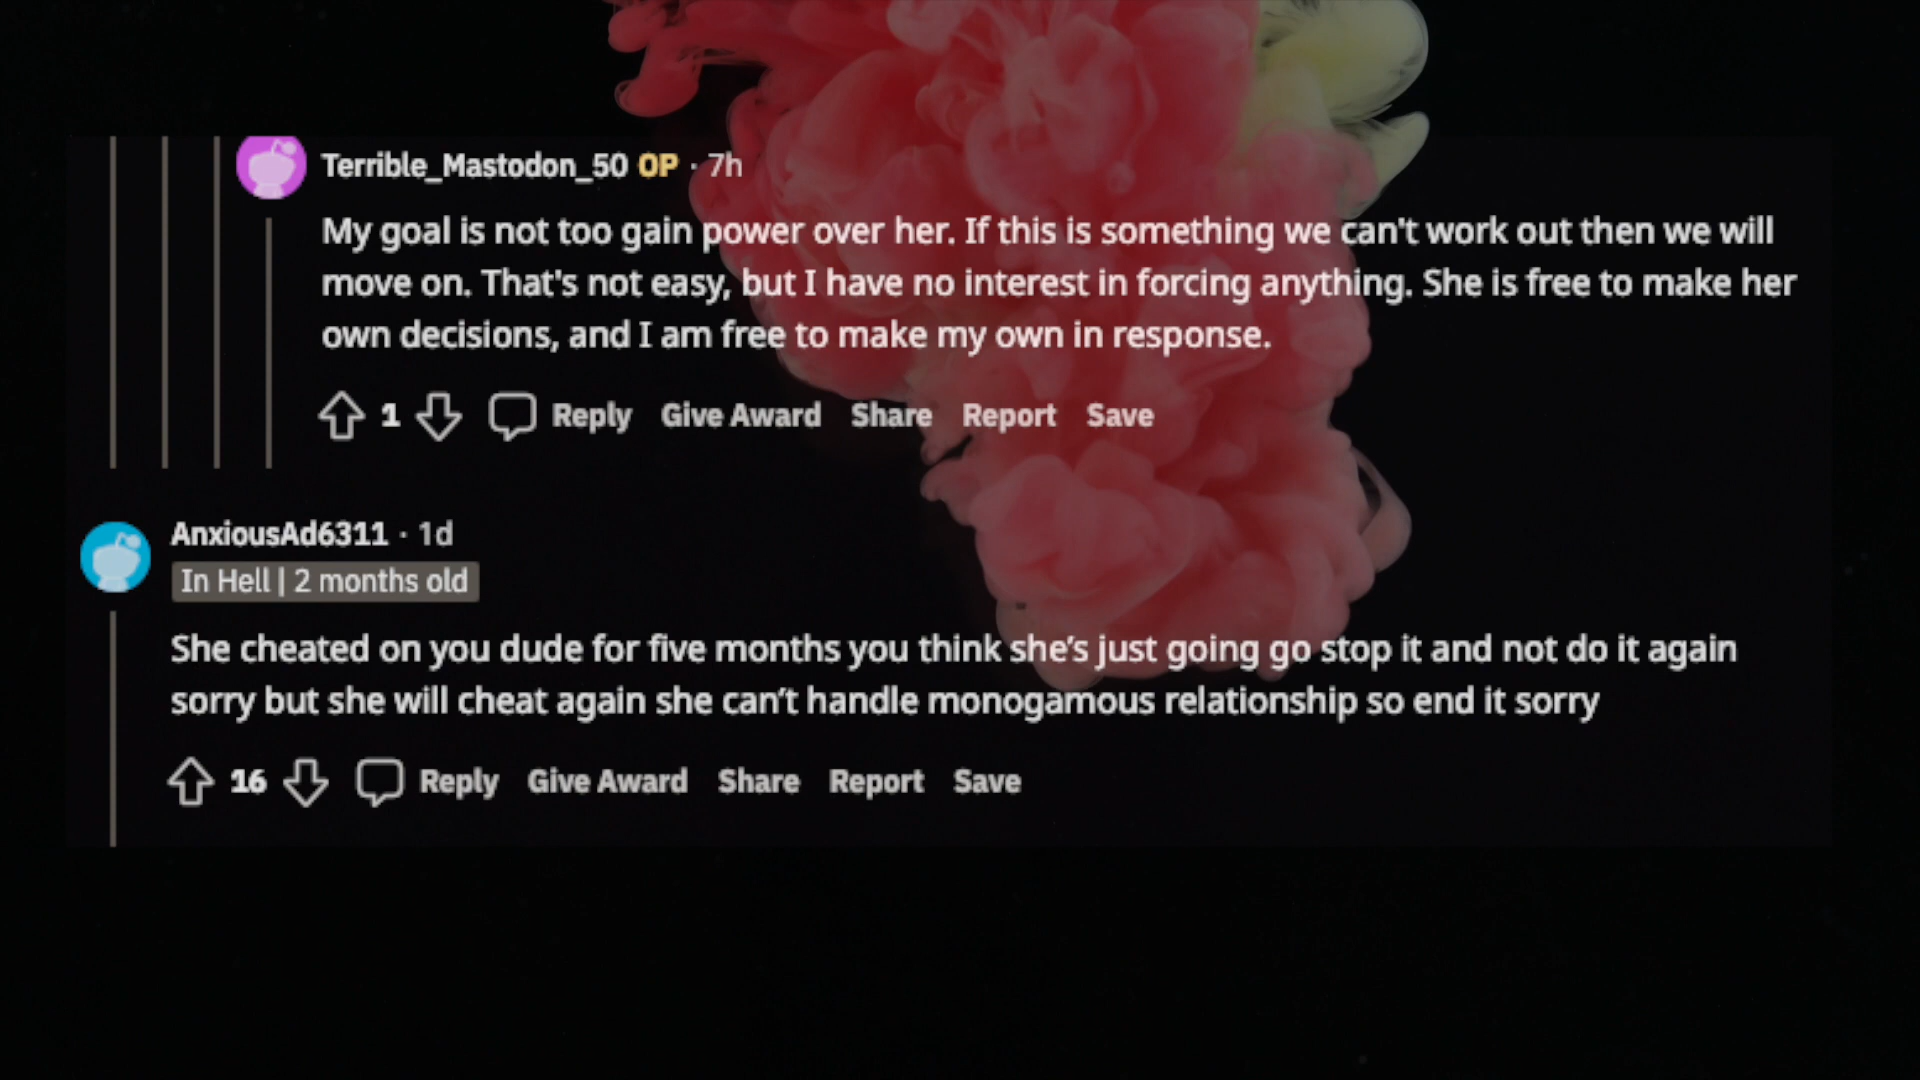 Terrible_Mastodon_50 OP · 7h
My goal is not too gain power over her. If this is something we can't work out then we will
move on. That's not easy, but I have no interest in forcing anything. She is free to make her
own decisions, and I am free to make my own in response.
1 Reply Give Award Share Report Save
AnxiousAd6311 · 1d
In Hell | 2 months old
She cheated on you dude for five months you think she’s just going go stop it and not do it again
sorry but she will cheat again she can’t handle monogamous relationship so end it sorry
16 Reply Give Award Share Report Save